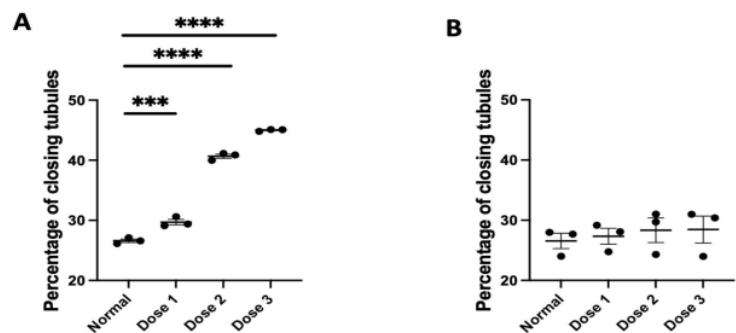 A
****
****
***
Percentage of closing tubules
50
40
30
20
Normal
Dose 1
Dose 2
Dose 3
B
Percentage of closing tubules
50
40
30
20
Normal
Dose 1
Dose 2
Dose 3